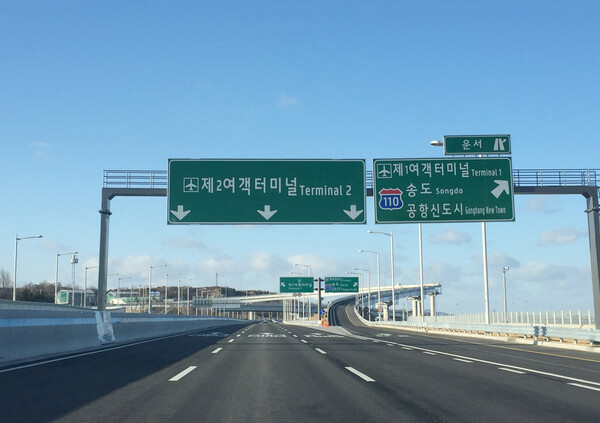 운서
제2여객터미널 Terminal 2
제1여객터미널 Terminal 1
110
송도 Songdo
공항신도시 Gonghang New Town